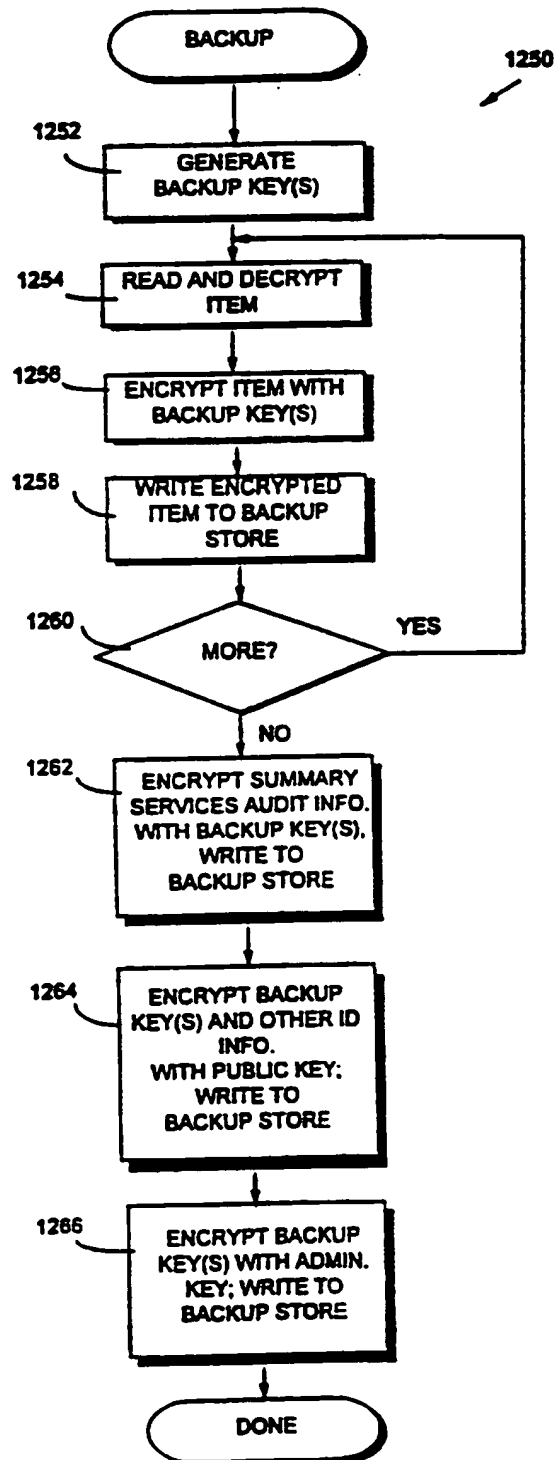 BACKUP
1250
1252
GENERATE
BACKUP KEY(S)
1254
READ AND DECRYPT
ITEM
1256
ENCRYPT ITEM WITH
BACKUP KEY(S)
1258
WRITE ENCRYPTED
ITEM TO BACKUP
STORE
1260
MORE?
YES
NO
1262
ENCRYPT SUMMARY
SERVICES AUDIT INFO.
WITH BACKUP KEY(S),
WRITE TO
BACKUP STORE
1264
ENCRYPT BACKUP
KEY(S) AND OTHER ID
INFO.
WITH PUBLIC KEY;
WRITE TO
BACKUP STORE
1266
ENCRYPT BACKUP
KEY(S) WITH ADMIN.
KEY; WRITE TO
BACKUP STORE
DONE